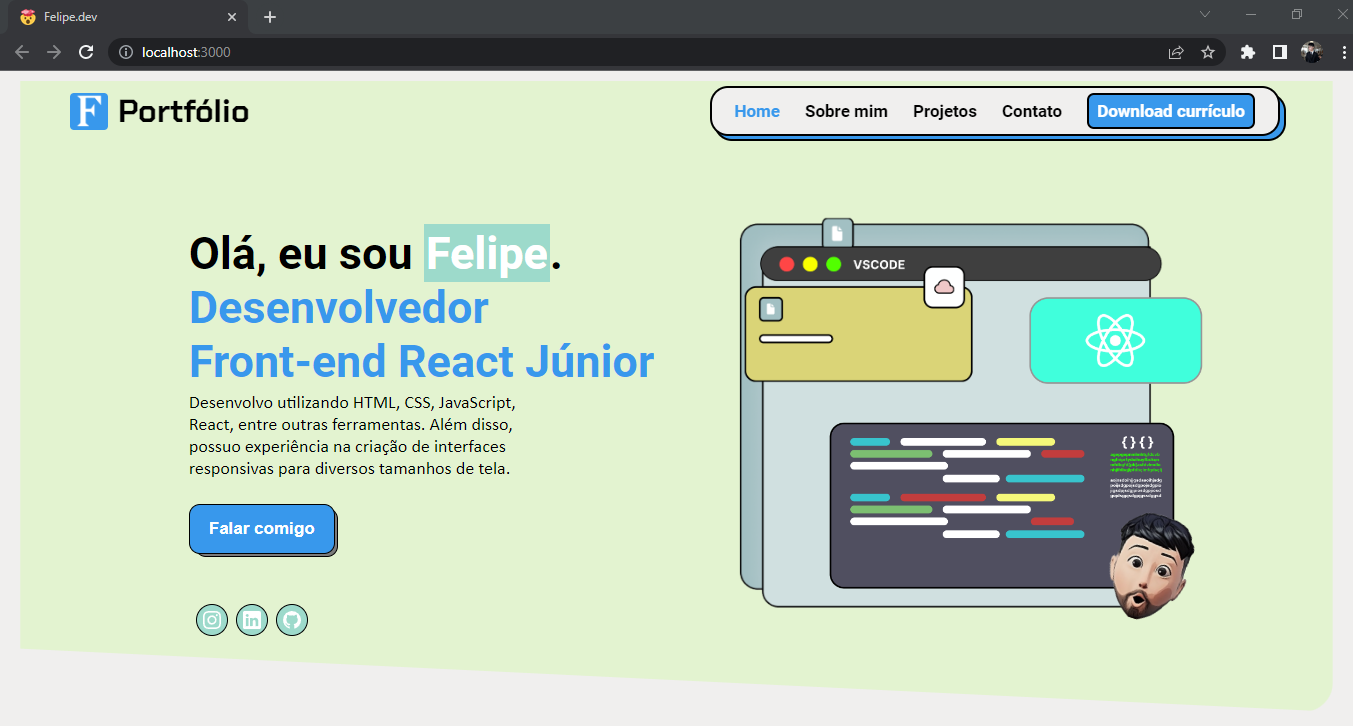 Felipe.dev
localhost:3000
F Portfólio
Home Sobre mim Projetos Contato Download currículo
Olá, eu sou Felipe.
Desenvolvedor
Front-end React Júnior
Desenvolvo utilizando HTML, CSS, JavaScript,
React, entre outras ferramentas. Além disso,
possuo experiência na criação de interfaces
responsivas para diversos tamanhos de tela.
Falar comigo
in
VSCODE
{ } { }